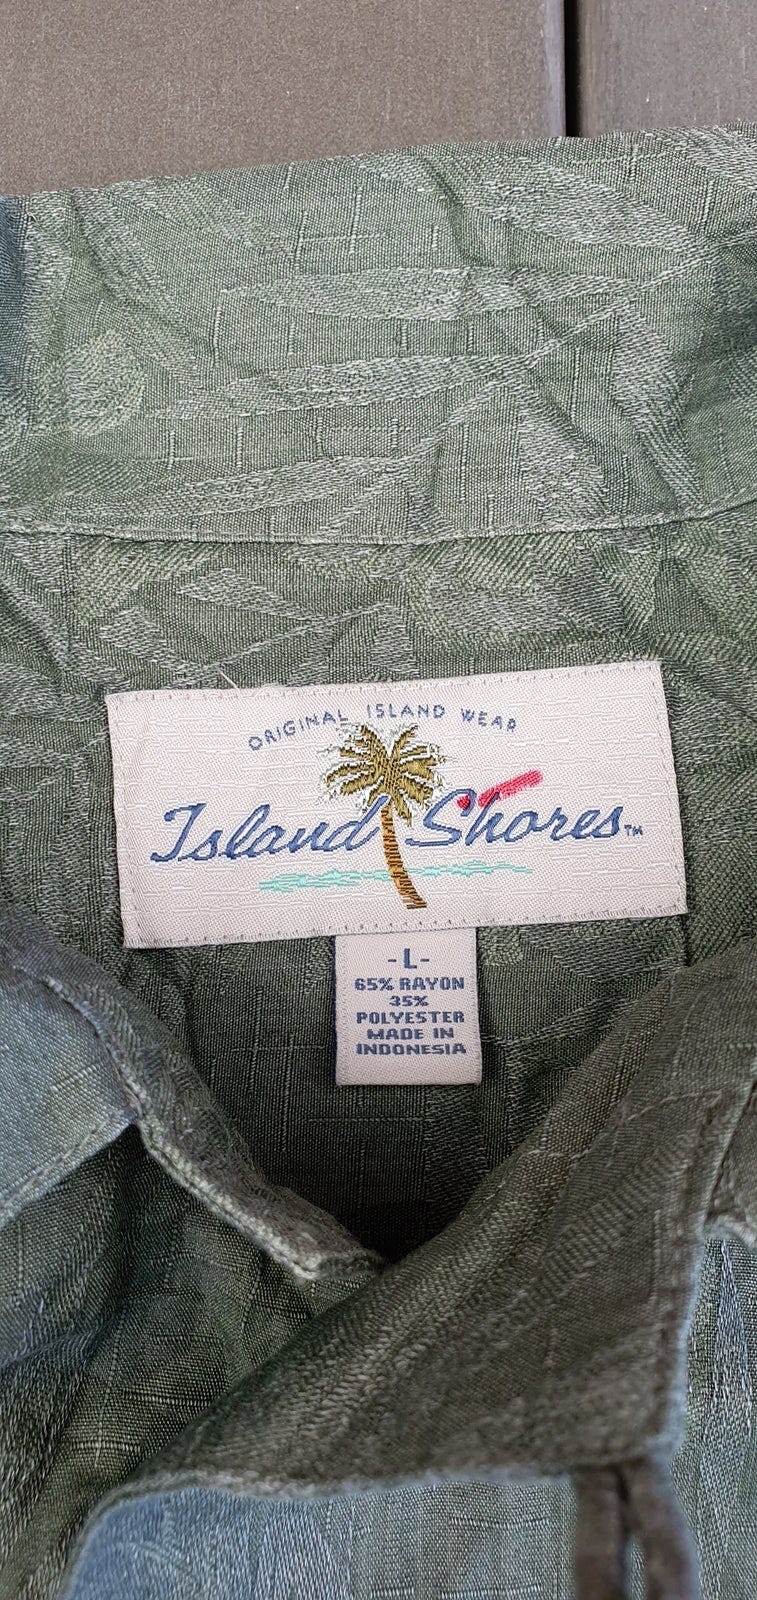 ORIGINAL ISLAND WEAR
Island Shores™
-L-
65% RAYON
35%
POLYESTER
MADE IN
INDONESIA